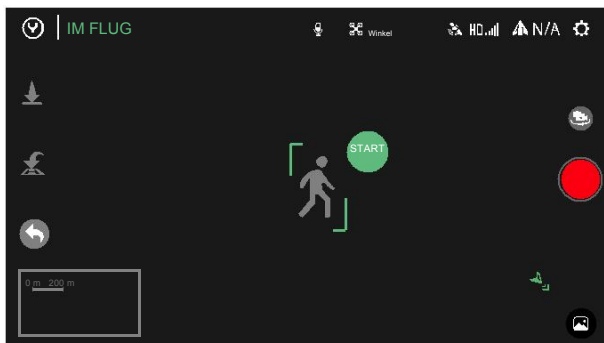 IM FLUG
Winkel
HD
N/A
START
0 m 200 m